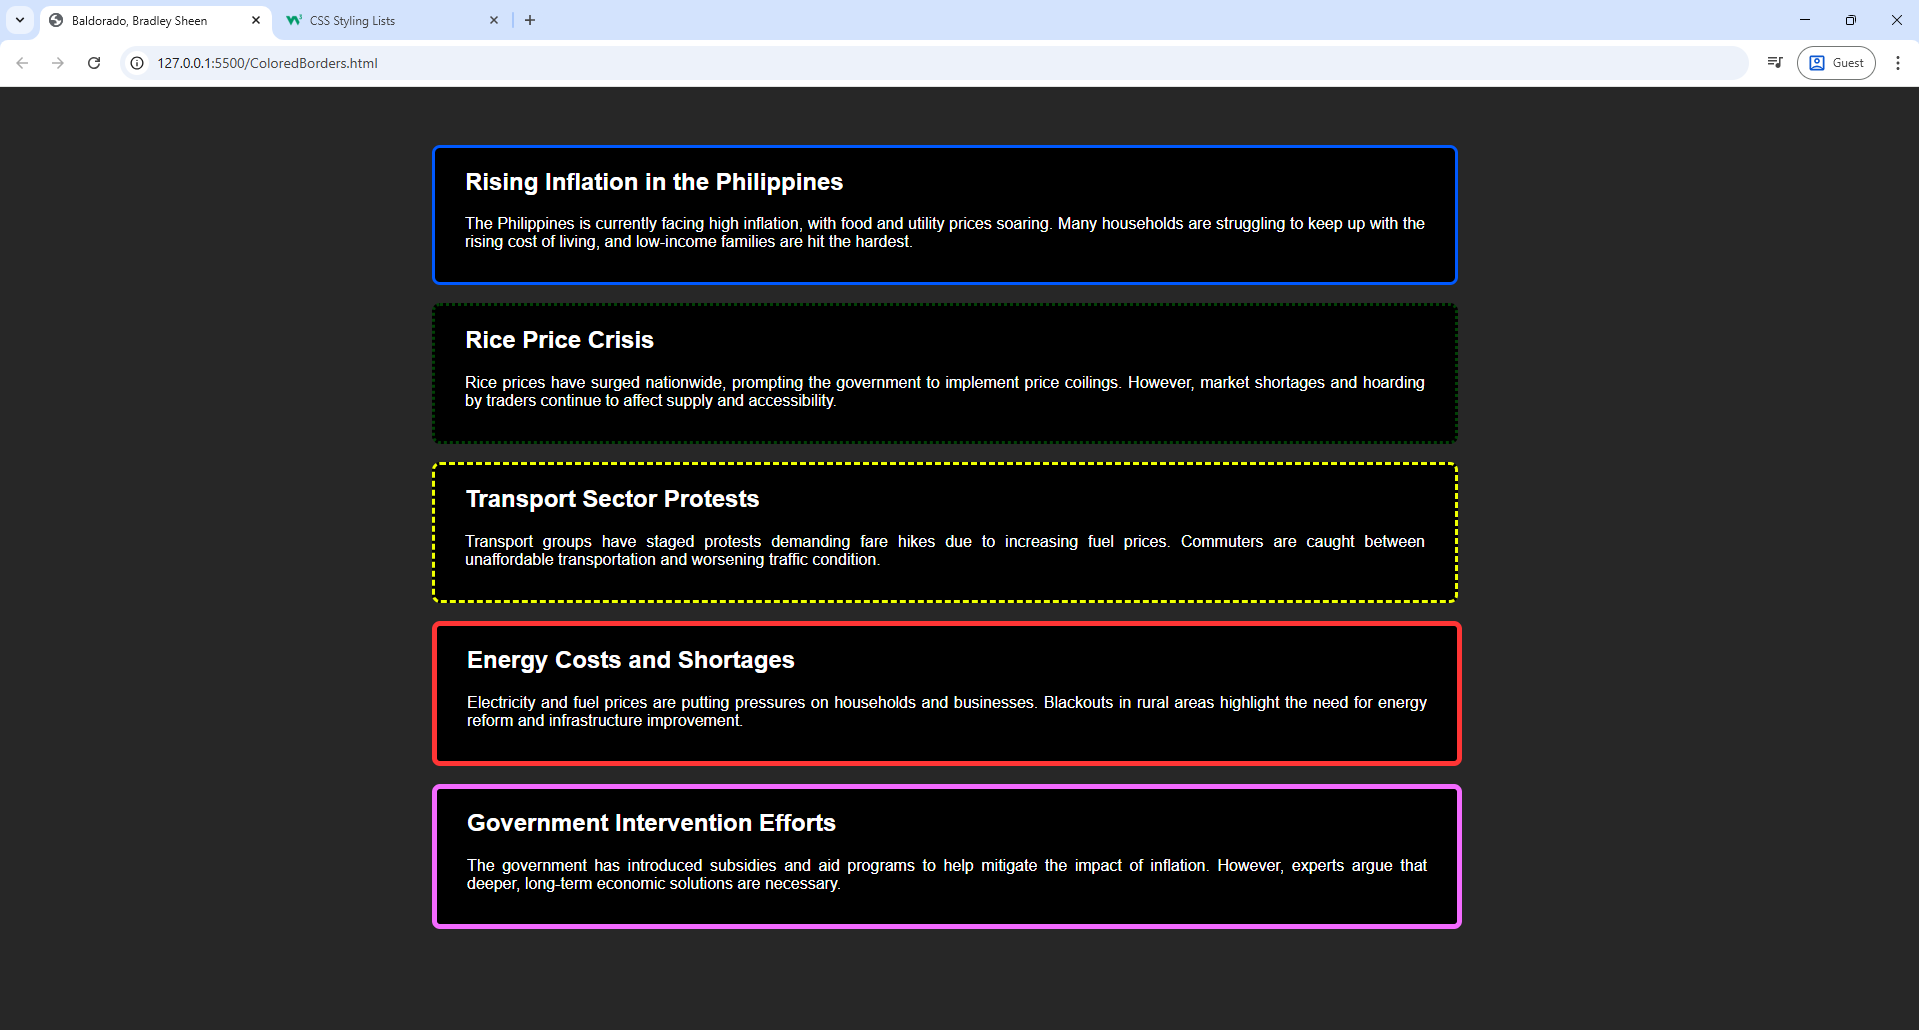 Baldorado, Bradley Sheen
CSS Styling Lists
127.0.0.1:5500/ColoredBorders.html
Guest
Rising Inflation in the Philippines
The Philippines is currently facing high inflation, with food and utility prices soaring. Many households are struggling to keep up with the
rising cost of living, and low-income families are hit the hardest.
Rice Price Crisis
Rice prices have surged nationwide, prompting the government to implement price coilings. However, market shortages and hoarding
by traders continue to affect supply and accessibility.
Transport Sector Protests
Transport groups have staged protests demanding fare hikes due to increasing fuel prices. Commuters are caught between
unaffordable transportation and worsening traffic condition.
Energy Costs and Shortages
Electricity and fuel prices are putting pressures on households and businesses. Blackouts in rural areas highlight the need for energy
reform and infrastructure improvement.
Government Intervention Efforts
The government has introduced subsidies and aid programs to help mitigate the impact of inflation. However, experts argue that
deeper, long-term economic solutions are necessary.